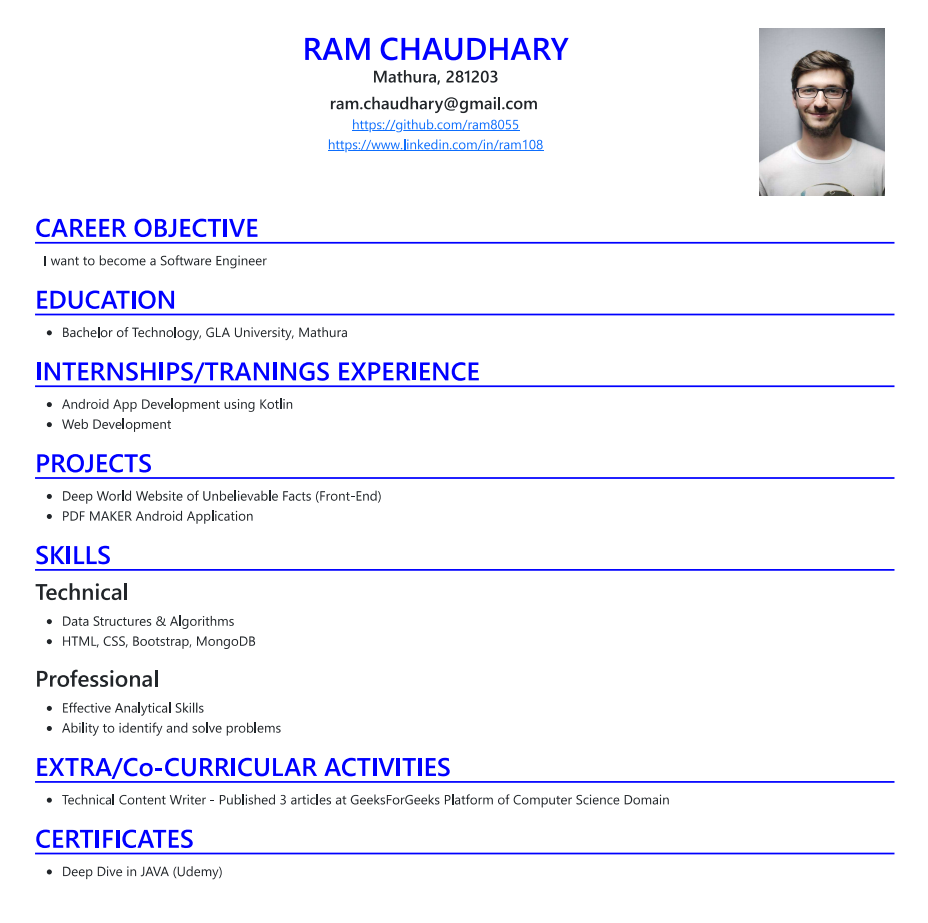 RAM CHAUDHARY
Mathura, 281203
ram.chaudhary@gmail.com
https://github.com/ram8055
https://www.linkedin.com/in/ram108
CAREER OBJECTIVE
I want to become a Software Engineer
EDUCATION
• Bachelor of Technology, GLA University, Mathura
INTERNSHIPS/TRANINGS EXPERIENCE
• Android App Development using Kotlin
• Web Development
PROJECTS
• Deep World Website of Unbelievable Facts (Front-End)
• PDF MAKER Android Application
SKILLS
Technical
• Data Structures & Algorithms
• HTML, CSS, Bootstrap, MongoDB
Professional
• Effective Analytical Skills
• Ability to identify and solve problems
EXTRA/Co-CURRICULAR ACTIVITIES
• Technical Content Writer - Published 3 articles at GeeksForGeeks Platform of Computer Science Domain
CERTIFICATES
• Deep Dive in JAVA (Udemy)